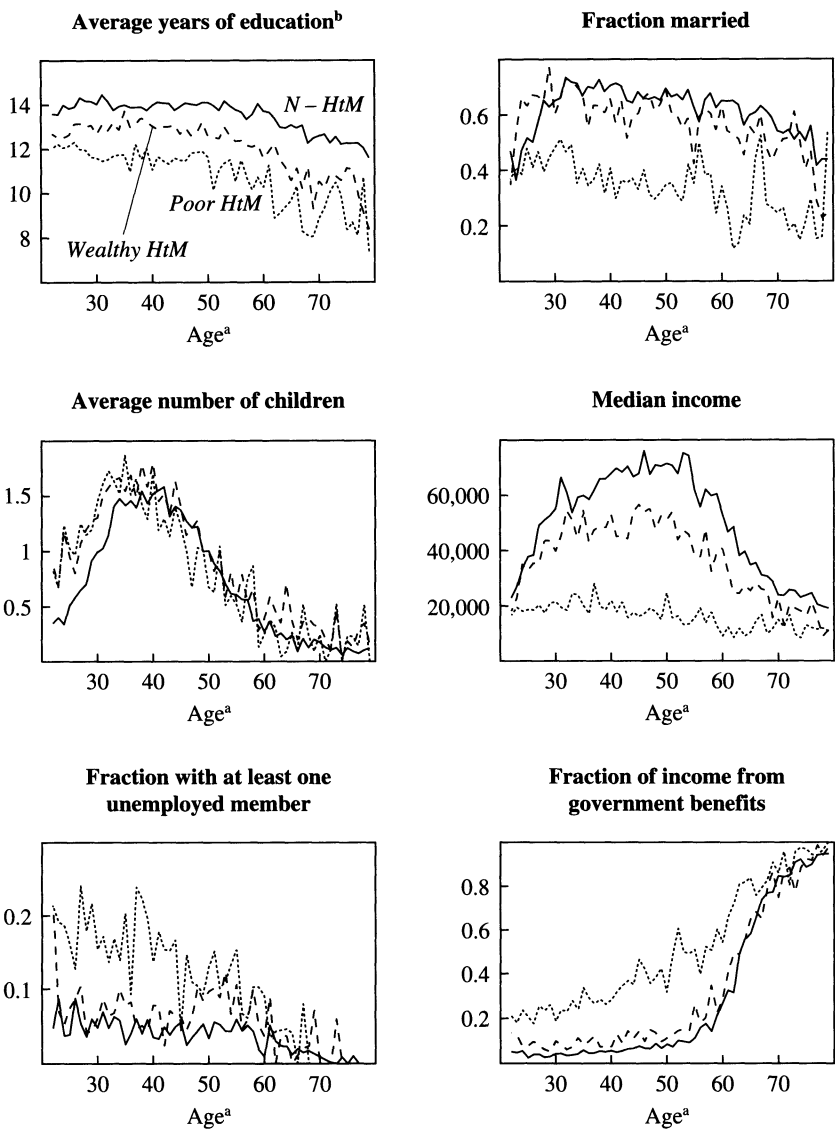 Average years of educationᵇ
14
12
10
8
N – HtM
Poor HtM
Wealthy HtM
30 40 50 60 70
Ageᵃ
Fraction married
0.6
0.4
0.2
30 40 50 60 70
Ageᵃ
Average number of children
1.5
1
0.5
30 40 50 60 70
Ageᵃ
Median income
60,000
40,000
20,000
30 40 50 60 70
Ageᵃ
Fraction with at least one
unemployed member
0.2
0.1
30 40 50 60 70
Ageᵃ
Fraction of income from
government benefits
0.8
0.6
0.4
0.2
30 40 50 60 70
Ageᵃ